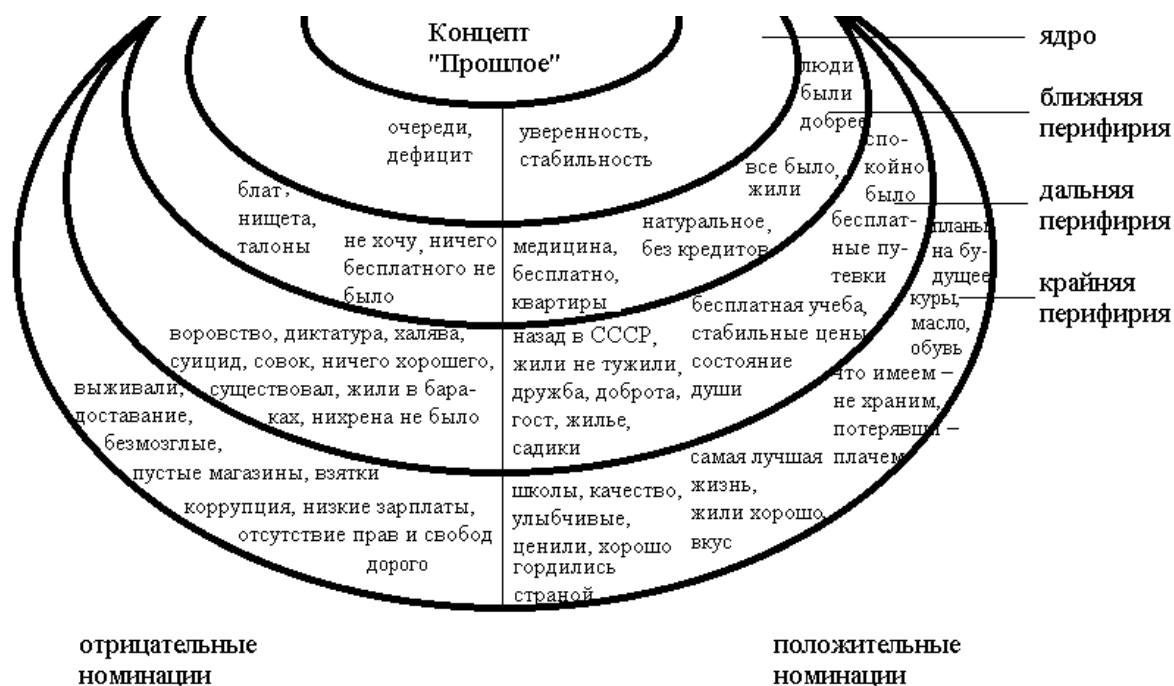 Концепт
"Прошлое"
ядро
ближняя
перифирия
дальняя
перифирия
крайняя
перифирия
очереди,
дефицит
уверенность,
стабильность
люди
были
добрее
блат,
нищета,
талоны
не хочу, ничего
бесплатного не
было
медицина,
бесплатно,
квартиры
натуральное,
без кредитов
все было,
жили
спо-
койно
было
воровство, диктатура, халява,
суицид, совок, ничего хорошего,
существовал, жили в бара-
ках, нихрена не было
назад в СССР,
жили не тужили,
дружба, доброта,
гост, жилье,
садики
бесплатная учеба,
стабильные цены
состояние
души
бесплат-
ные пу-
тевки
планы
на бу-
дущее
куры,
масло,
обувь
выживали,
доставание,
безмозглые,
пустые магазины, взятки
коррупция, низкие зарплаты,
отсутствие прав и свобод
дорого
школы, качество,
улыбчивые,
ценили, хорошо
гордились
страной
самая лучшая
жизнь,
жили хорошо,
вкус
что имеем –
не храним,
потерявши –
плачем
отрицательные
номинации
положительные
номинации